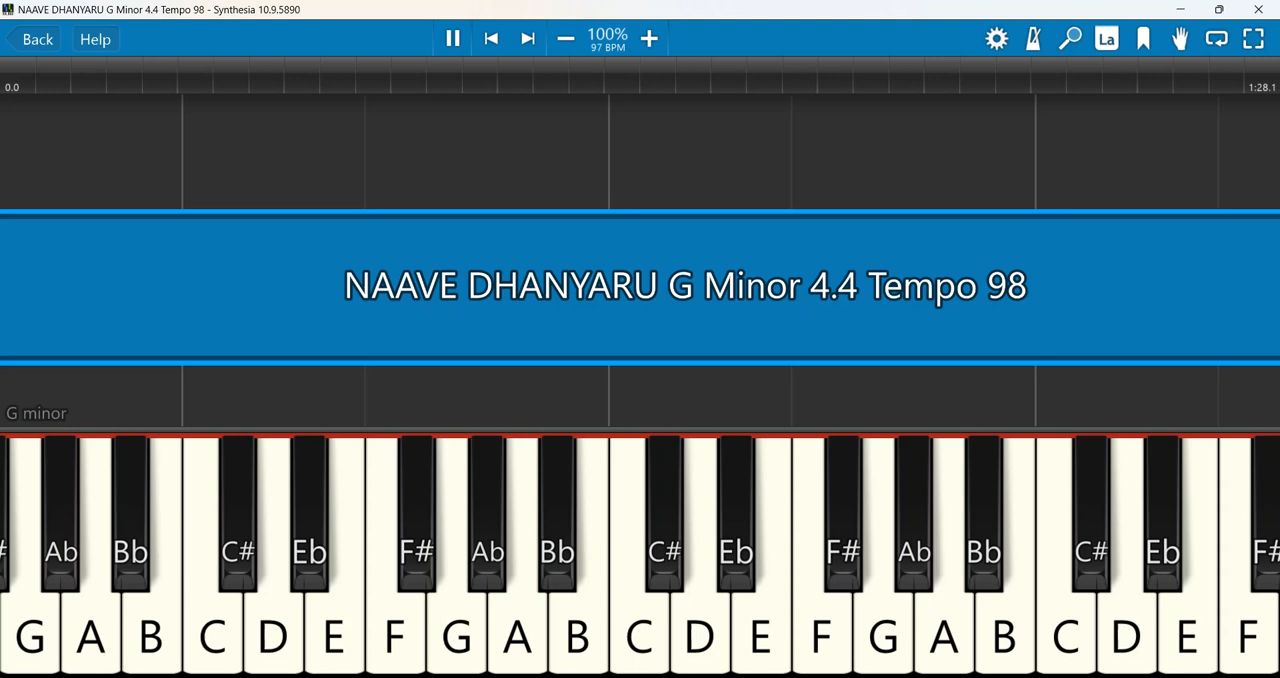 NAAVE DHANYARU G Minor 4.4 Tempo 98 - Synthesia 10.9.5890
Back Help 100% La
97 BPM
0.0 1:28.1
NAAVE DHANYARU G Minor 4.4 Tempo 98
G minor
# Ab Bb C# Eb F# Ab Bb C# Eb F# Ab Bb C# Eb F#
G A B C D E F G A B C D E F G A B C D E F